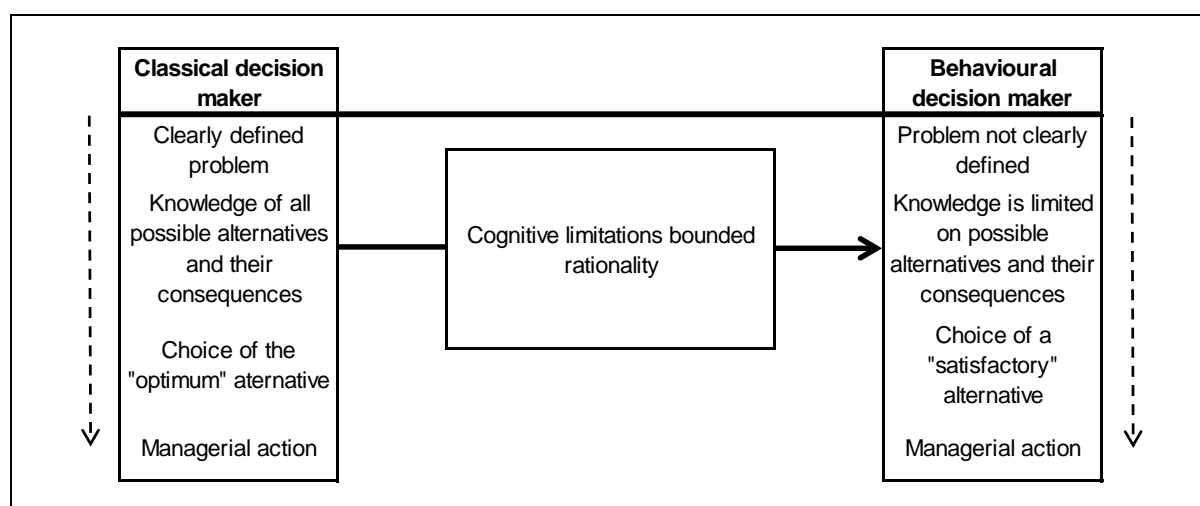 Classical decision
maker
Clearly defined
problem
Knowledge of all
possible alternatives
and their
consequences
Choice of the
"optimum" aternative
Managerial action
Cognitive limitations bounded
rationality
Behavioural
decision maker
Problem not clearly
defined
Knowledge is limited
on possible
alternatives and their
consequences
Choice of a
"satisfactory"
alternative
Managerial action